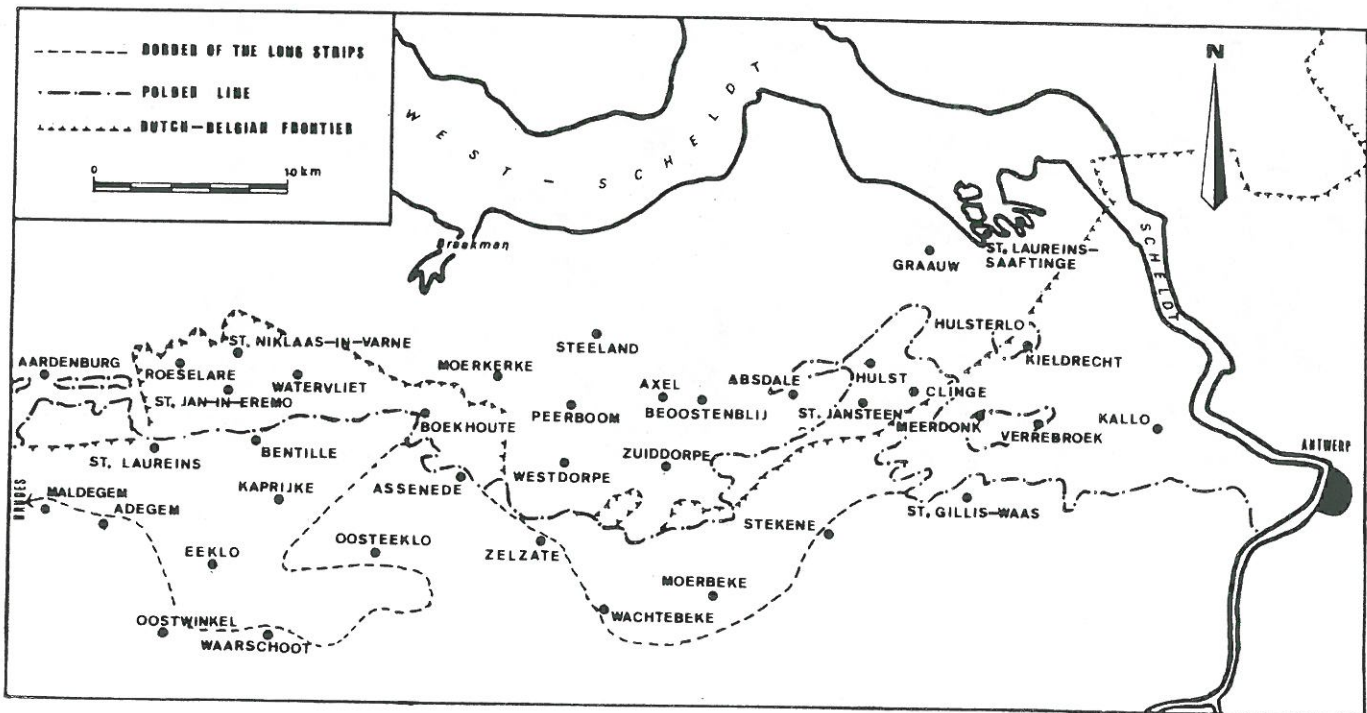 BORDER OF THE LONG STRIPS
POLDER LINE
DUTCH–BELGIAN FRONTIER
0 10 km
N
WEST–SCHELDT
SCHELDT
Braakman
GRAAUW
ST. LAUREINS–
SAAFTINGE
HULSTERLO
KIELDRECHT
ST. NIKLAAS–IN–VARNE
STEELAND
AARDENBURG
ROESELARE
WATERVLIET
MOERKERKE
ST. JAN–IN–EREMO
AXEL
ABSDALE
HULST
CLINGE
PEERBOOM
BEOOSTENBLIJ
ST. JANSTEEN
MEERDONK
VERREBROEK
KALLO
BOEKHOUTE
ST. LAUREINS
BENTILLE
ANTWERP
WESTDORPE
ZUIDDORPE
BRUGES
MALDEGEM
ADEGEM
KAPRIJKE
ASSENEDE
ST. GILLIS–WAAS
STEKENE
EEKLO
OOSTEEKLO
ZELZATE
MOERBEKE
WACHTEBEKE
OOSTWINKEL
WAARSCHOOT